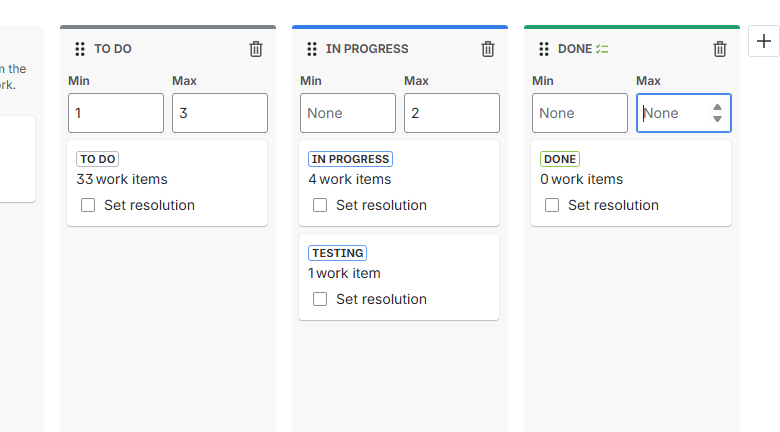 m the
rk.
TO DO
Min
Max
1
3
TO DO
33 work items
Set resolution
IN PROGRESS
Min
Max
None
2
IN PROGRESS
4 work items
Set resolution
TESTING
1 work item
Set resolution
DONE
Min
Max
None
None
DONE
0 work items
Set resolution